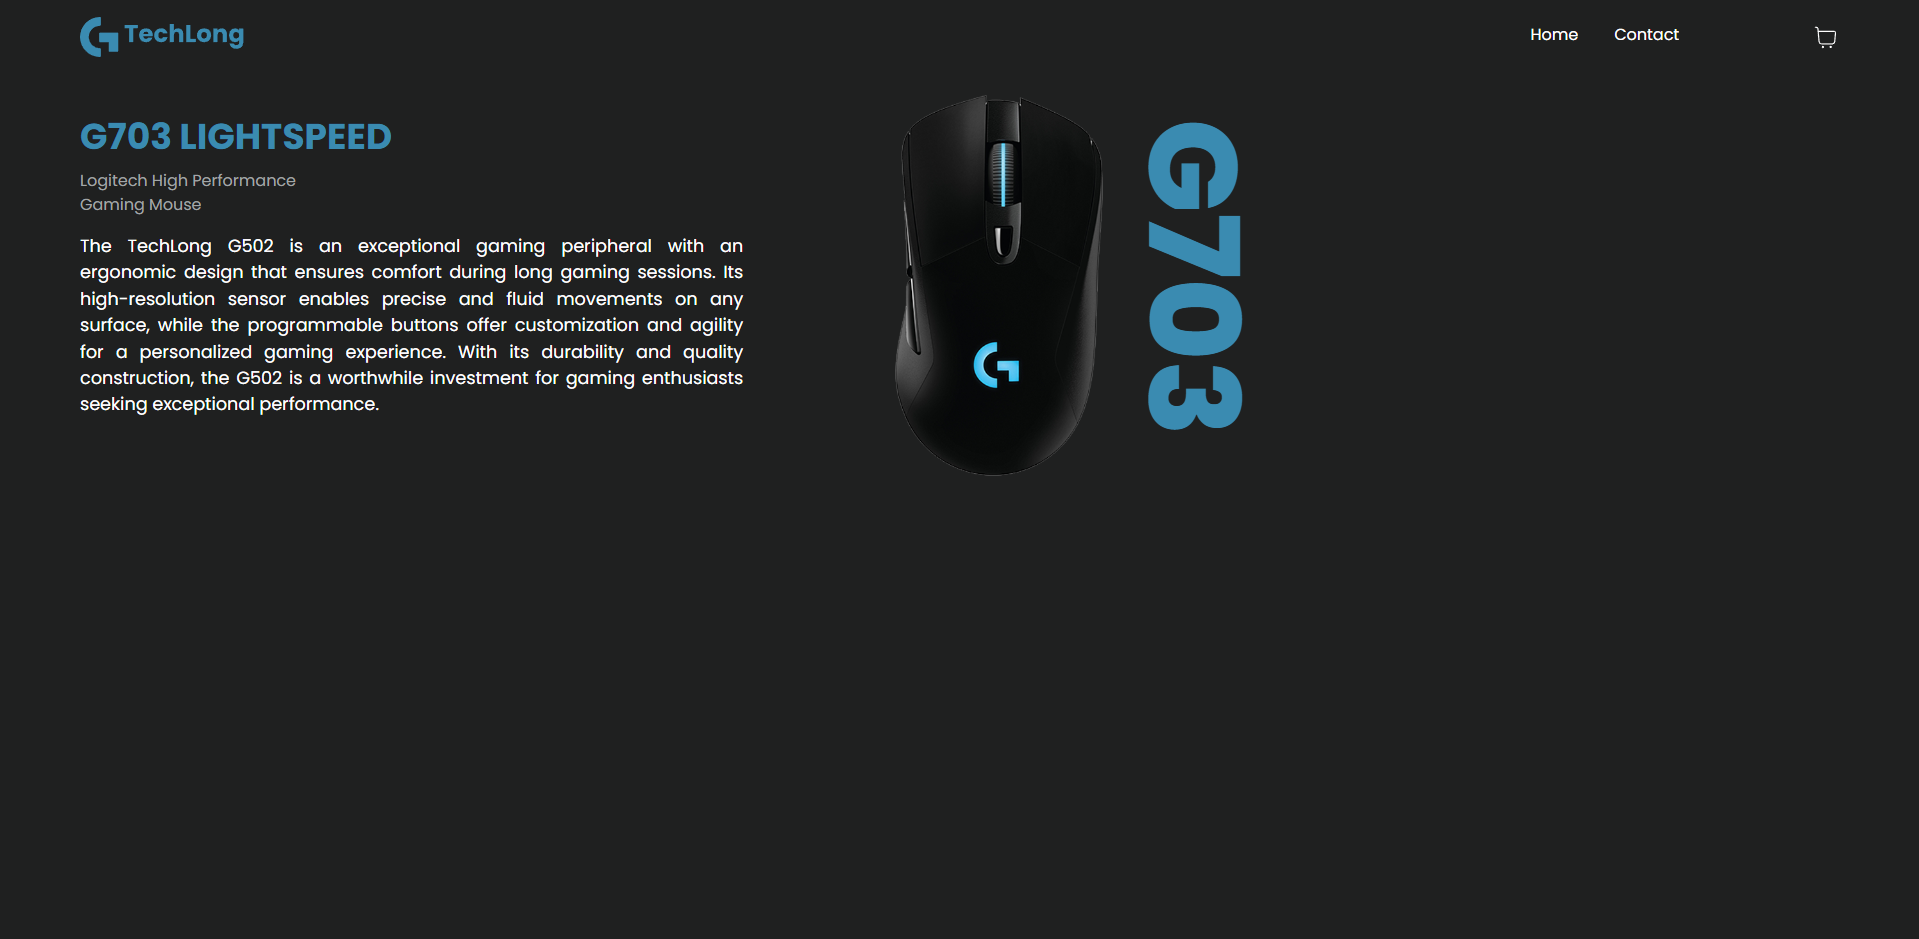 TechLong
Home
Contact
G703 LIGHTSPEED
Logitech High Performance
Gaming Mouse
The TechLong G502 is an exceptional gaming peripheral with an
ergonomic design that ensures comfort during long gaming sessions. Its
high-resolution sensor enables precise and fluid movements on any
surface, while the programmable buttons offer customization and agility
for a personalized gaming experience. With its durability and quality
construction, the G502 is a worthwhile investment for gaming enthusiasts
seeking exceptional performance.
G703